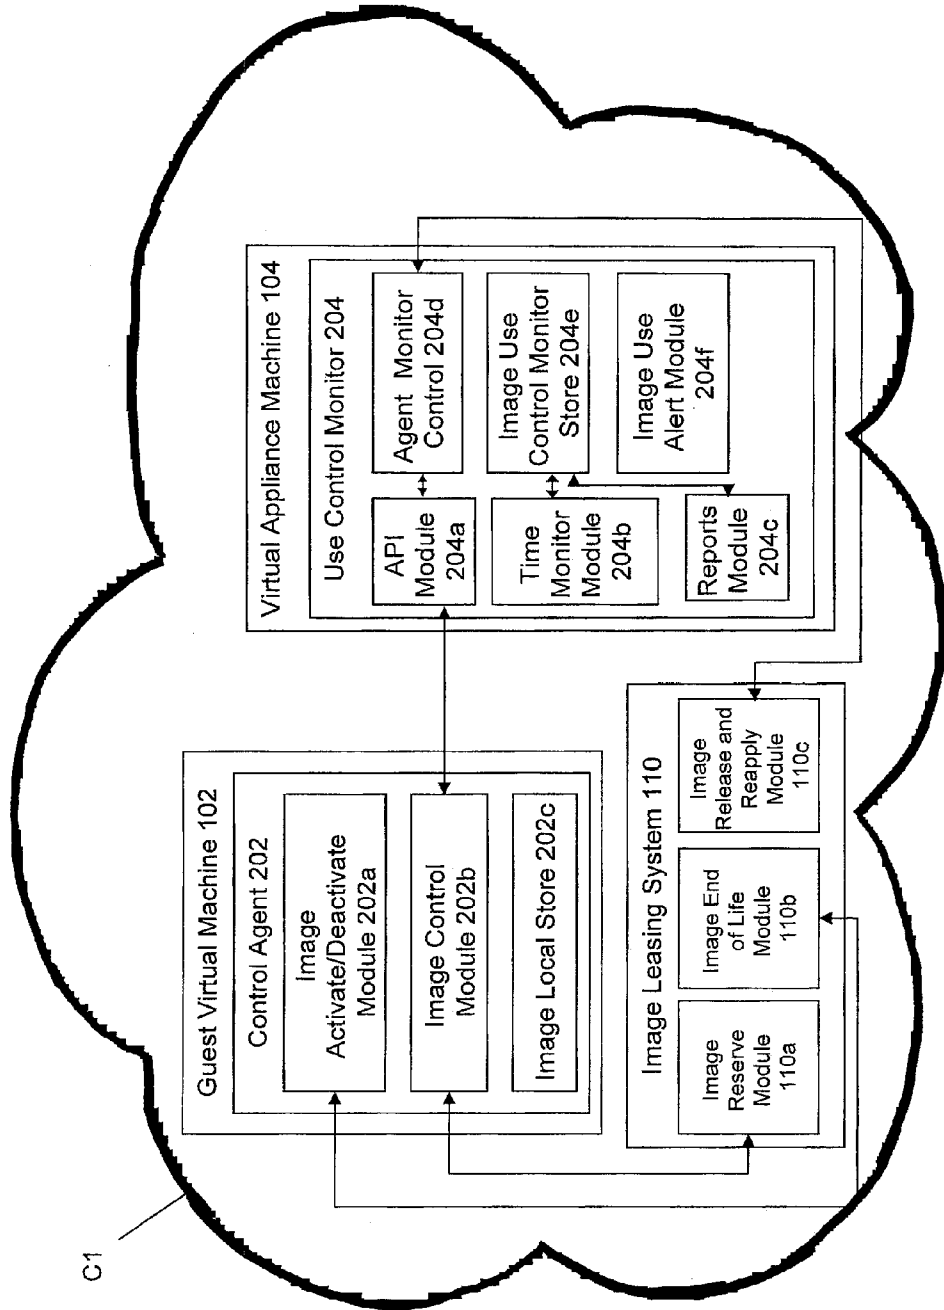 C1
Guest Virtual Machine 102
Control Agent 202
Image
Activate/Deactivate
Module 202a
Image Control
Module 202b
Image Local Store 202c
Virtual Appliance Machine 104
Use Control Monitor 204
API
Module
204a
Agent Monitor
Control 204d
Time
Monitor
Module
204b
Image Use
Control Monitor
Store 204e
Reports
Module
204c
Image Use
Alert Module
204f
Image Leasing System 110
Image
Reserve
Module
110a
Image End
of Life
Module
110b
Image
Release and
Reapply
Module
110c